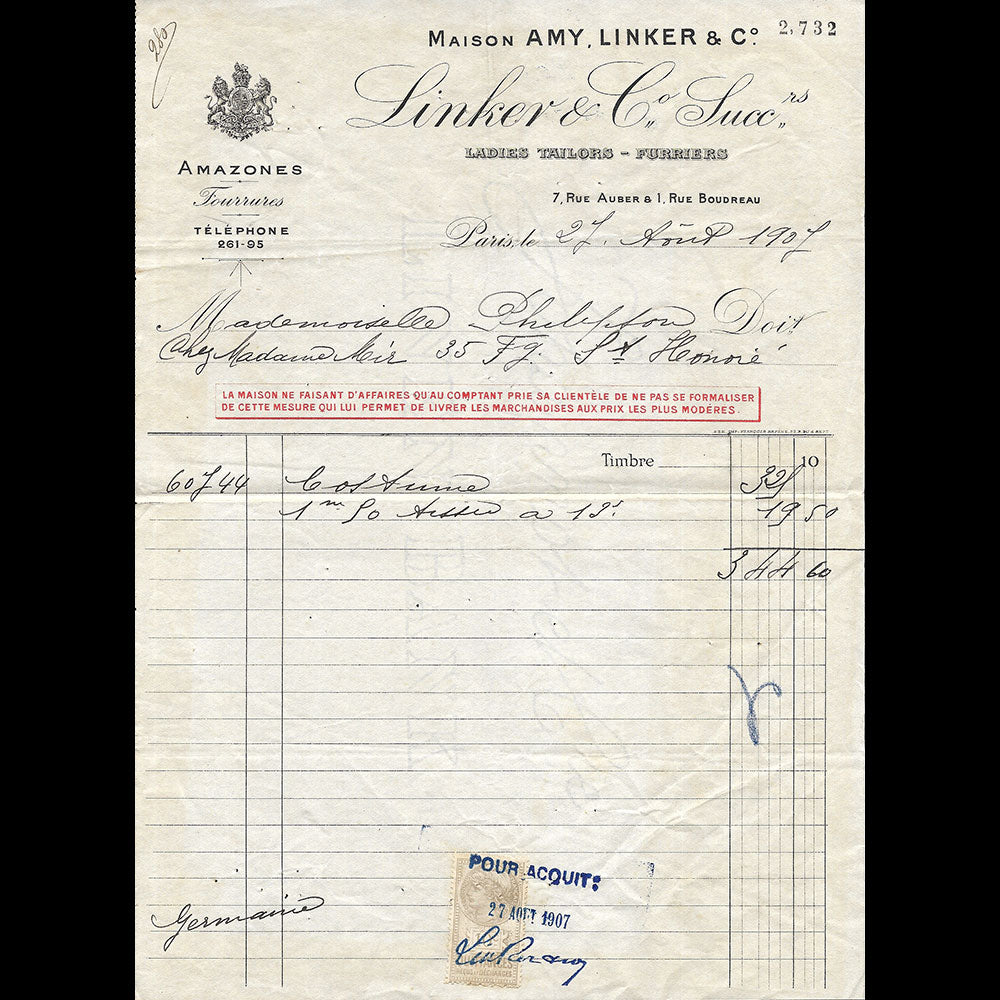 280
MAISON AMY, LINKER & Cº. 2,732
Linker & Cº Succrs
LADIES TAILORS - FURRIERS
AMAZONES
Fourrures
TÉLÉPHONE
261-95
7, RUE AUBER & 1, RUE BOUDREAU
Paris, le 27 Août 1907
Mademoiselle Philippon Doit
Chez Madame Mir 35 Fg. St Honoré
LA MAISON NE FAISANT D'AFFAIRES QU'AU COMPTANT PRIE SA CLIENTÈLE DE NE PAS SE FORMALISER
DE CETTE MESURE QUI LUI PERMET DE LIVRER LES MARCHANDISES AUX PRIX LES PLUS MODÉRÉS.
Timbre 10
60744 Costume 325
1m 50 tissu a 13f 19 50
344 60
POUR ACQUIT:
27 AOUT 1907
Germaine